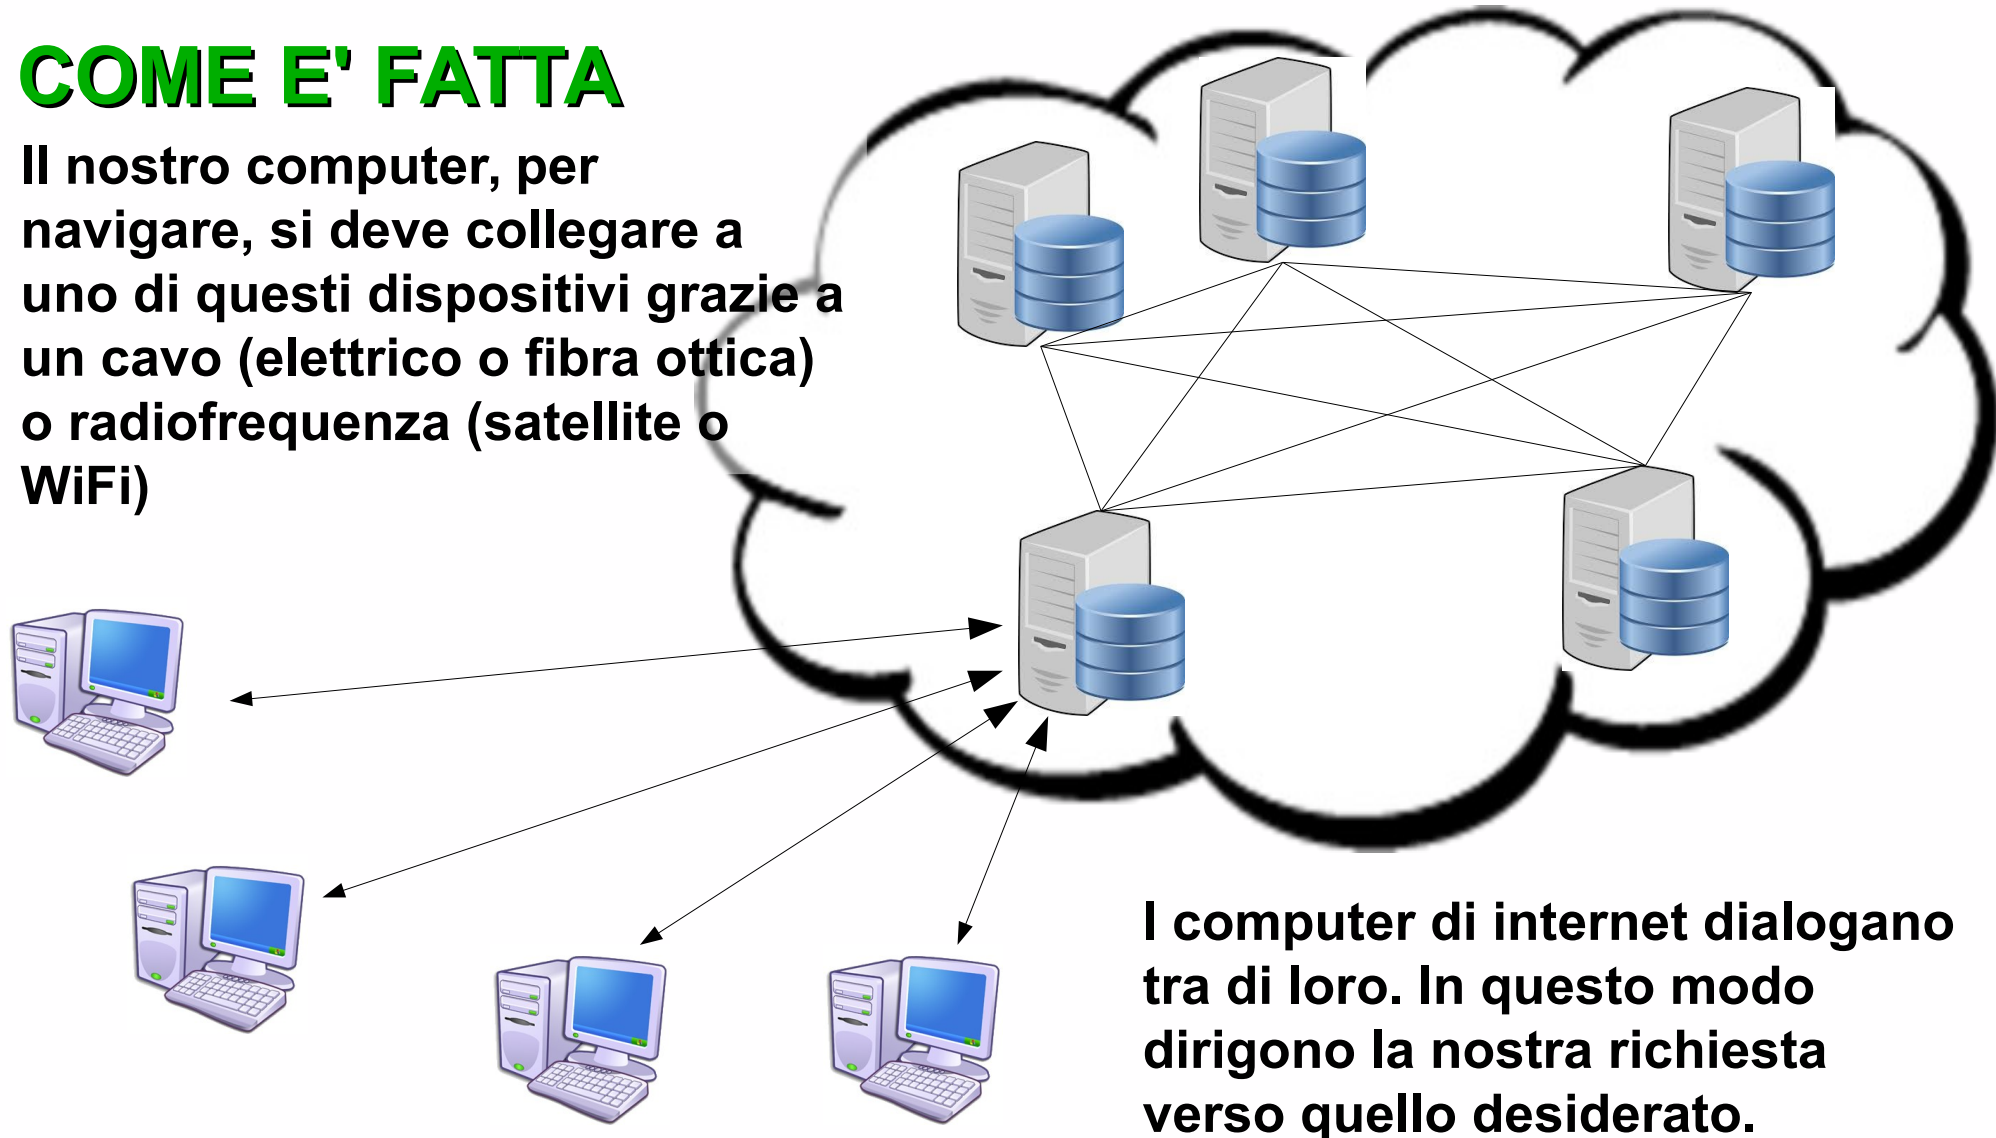 COME E' FATTA
Il nostro computer, per
navigare, si deve collegare a
uno di questi dispositivi grazie a
un cavo (elettrico o fibra ottica)
o radiofrequenza (satellite o
WiFi)
I computer di internet dialogano
tra di loro. In questo modo
dirigono la nostra richiesta
verso quello desiderato.